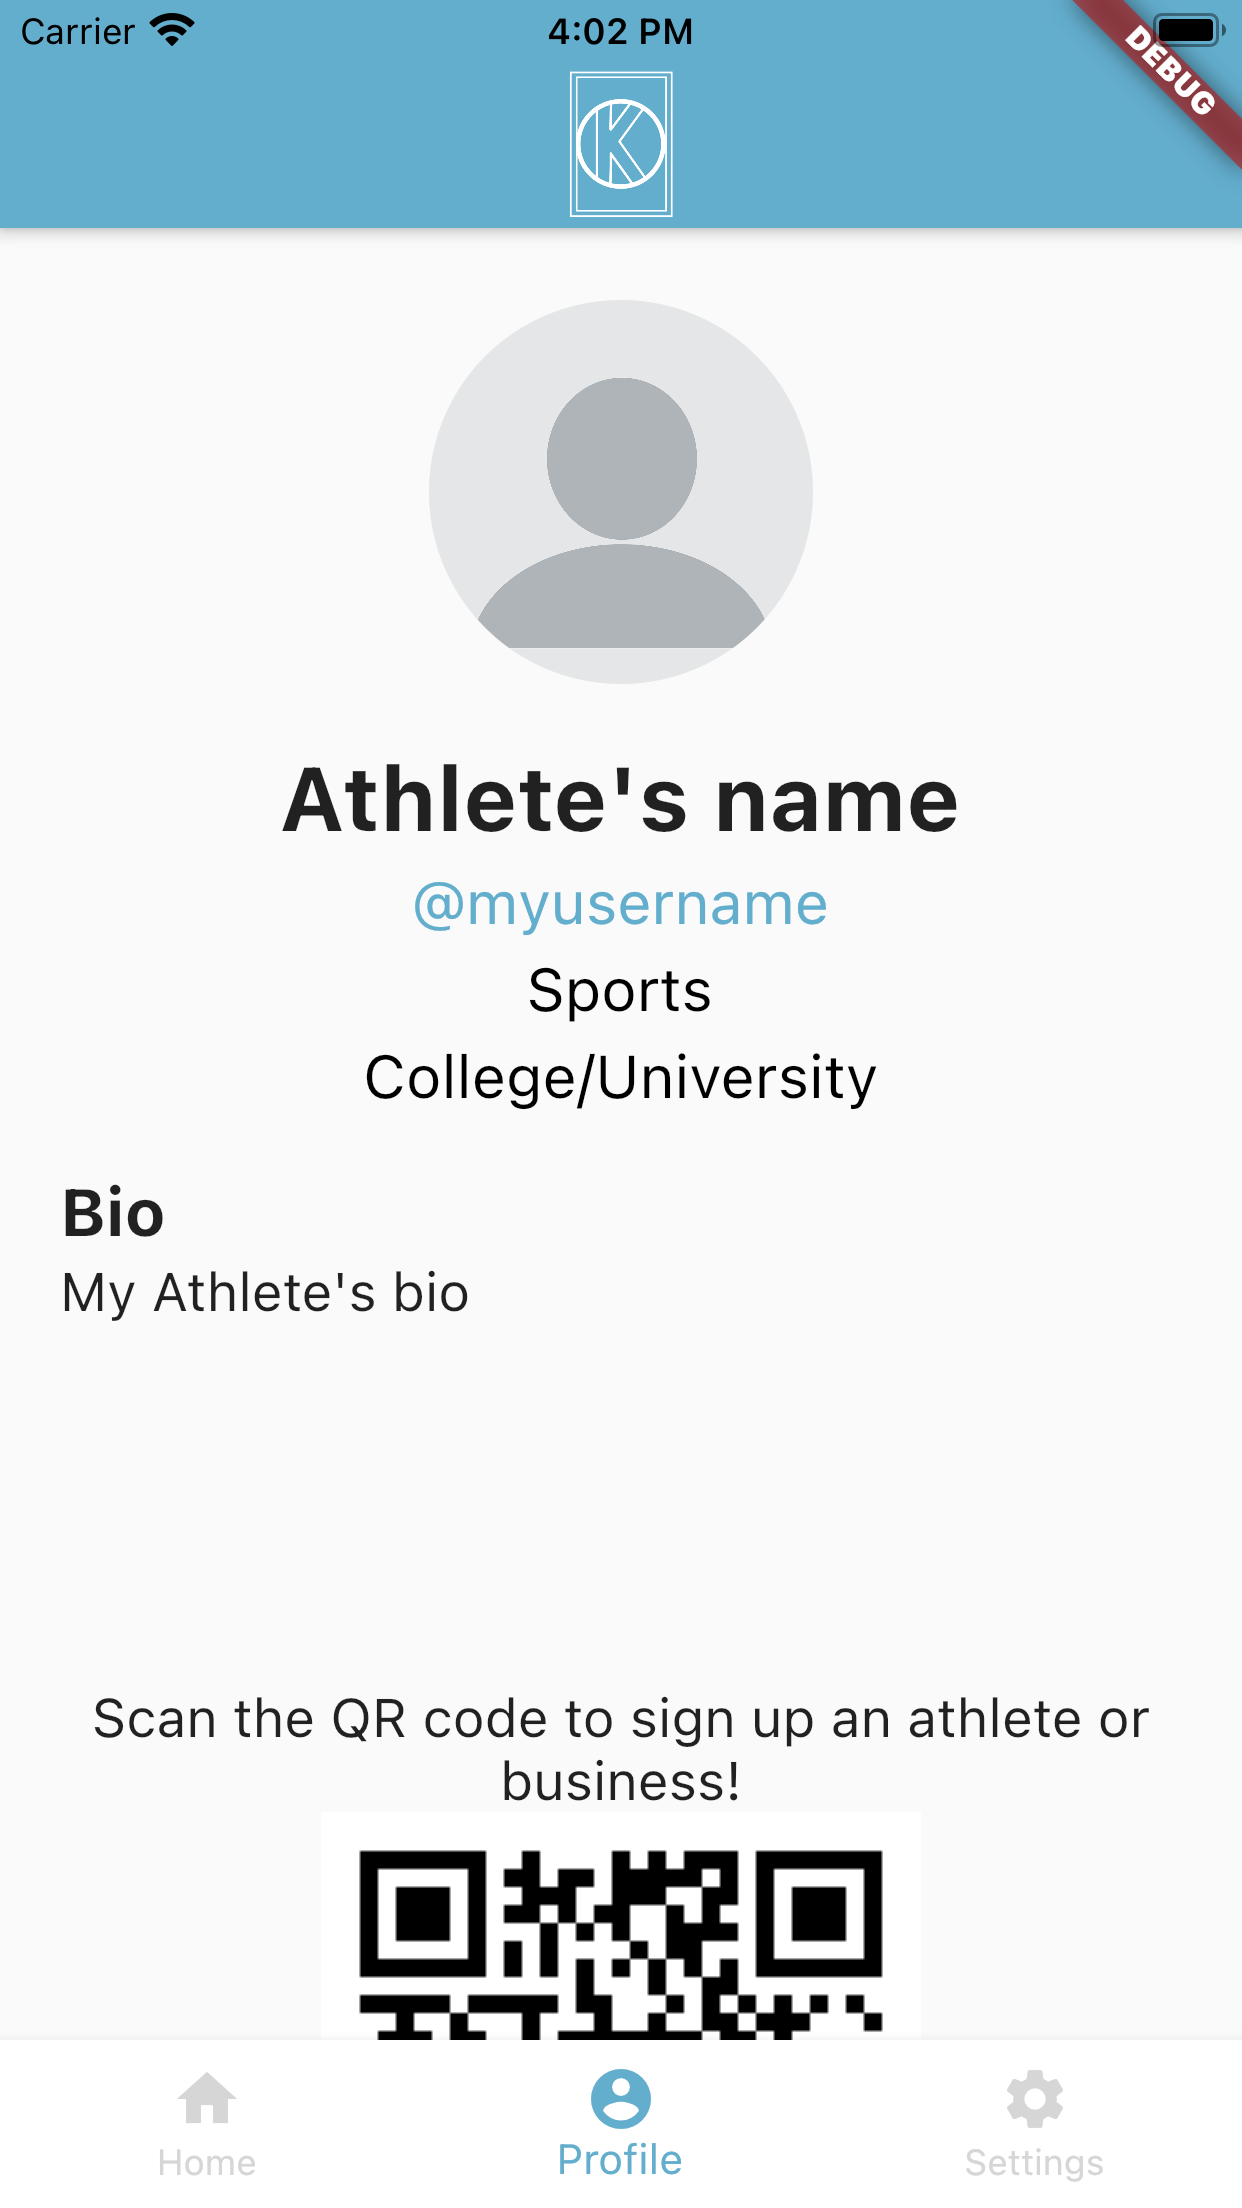 Carrier 4:02 PM
DEBUG
K
Athlete's name
@myusername
Sports
College/University
Bio
My Athlete's bio
Scan the QR code to sign up an athlete or
business!
Home Profile Settings